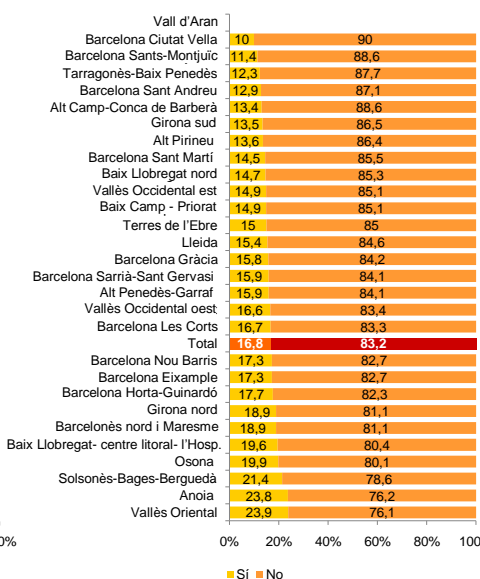 Vall d'Aran
Barcelona Ciutat Vella 10 90
Barcelona Sants-Montjuïc 11,4 88,6
Tarragonès-Baix Penedès 12,3 87,7
Barcelona Sant Andreu 12,9 87,1
Alt Camp-Conca de Barberà 13,4 88,6
Girona sud 13,5 86,5
Alt Pirineu 13,6 86,4
Barcelona Sant Martí 14,5 85,5
Baix Llobregat nord 14,7 85,3
Vallès Occidental est 14,9 85,1
Baix Camp - Priorat 14,9 85,1
Terres de l'Ebre 15 85
Lleida 15,4 84,6
Barcelona Gràcia 15,8 84,2
Barcelona Sarrià-Sant Gervasi 15,9 84,1
Alt Penedès-Garraf 15,9 84,1
Vallès Occidental oest 16,6 83,4
Barcelona Les Corts 16,7 83,3
Total 16,8 83,2
Barcelona Nou Barris 17,3 82,7
Barcelona Eixample 17,3 82,7
Barcelona Horta-Guinardó 17,7 82,3
Girona nord 18,9 81,1
Barcelonès nord i Maresme 18,9 81,1
Baix Llobregat- centre litoral- l'Hosp. 19,6 80,4
Osona 19,9 80,1
Solsonès-Bages-Berguedà 21,4 78,6
Anoia 23,8 76,2
Vallès Oriental 23,9 76,1
0% 0% 20% 40% 60% 80% 100
Sí No